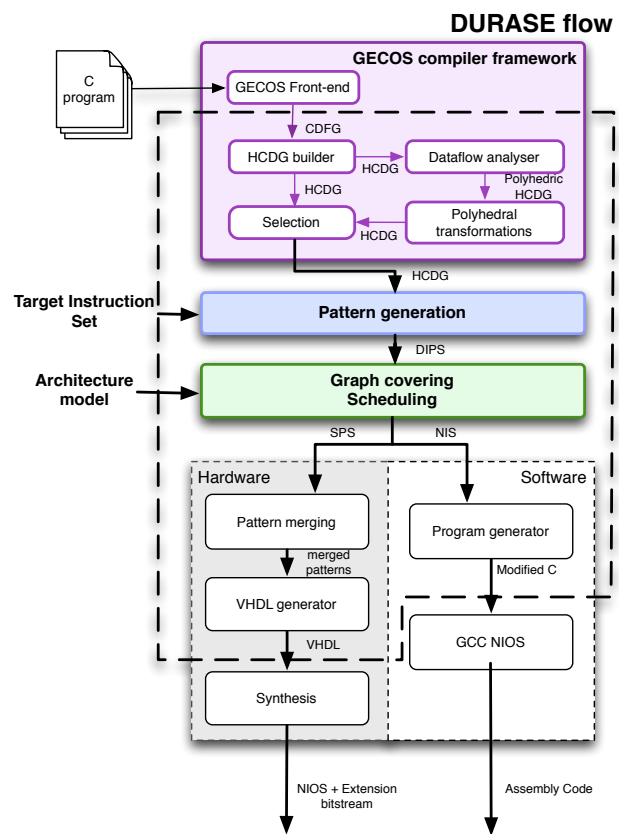 DURASE flow
GECOS compiler framework
C
program
GECOS Front-end
CDFG
HCDG builder
HCDG
Dataflow analyser
HCDG
Polyhedric
HCDG
Selection
HCDG
Polyhedral
transformations
HCDG
Target Instruction
Set
Pattern generation
DIPS
Architecture
model
Graph covering
Scheduling
SPS
NIS
Hardware
Software
Pattern merging
Program generator
merged
patterns
Modified C
VHDL generator
GCC NIOS
VHDL
Synthesis
NIOS + Extension
bitstream
Assembly Code